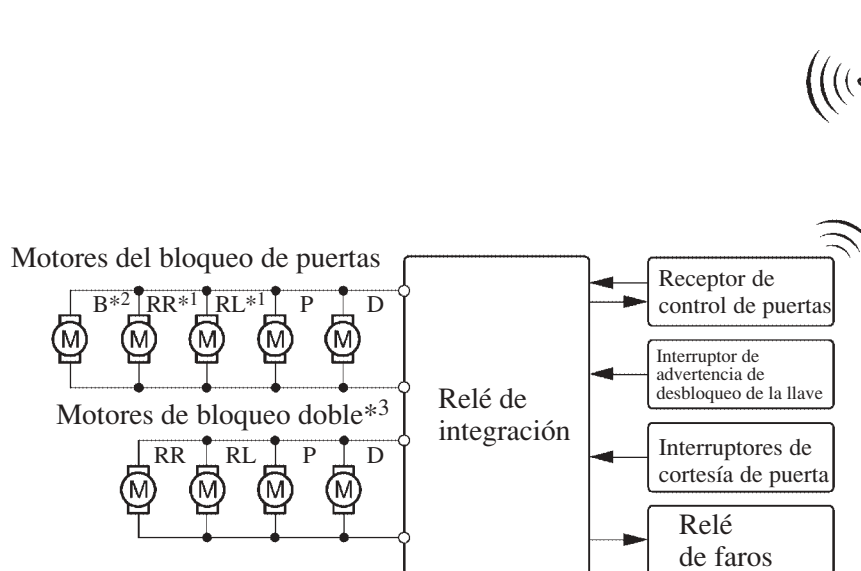 Motores del bloqueo de puertas
B*2 RR*1 RL*1 P D
M M M M M
Motores de bloqueo doble*3
RR RL P D
M M M M
Relé de
integración
Receptor de
control de puertas
Interruptor de
advertencia de
desbloqueo de la llave
Interruptores de
cortesía de puerta
Relé
de faros